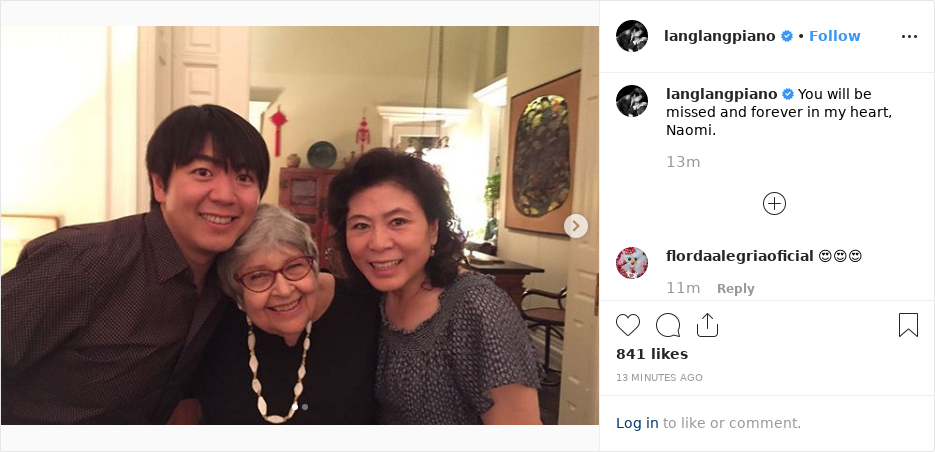 langlangpiano • Follow
langlangpiano You will be
missed and forever in my heart,
Naomi.
13m
flordaalegriaoficial 😍😍😍
11m Reply
841 likes
13 MINUTES AGO
Log in to like or comment.